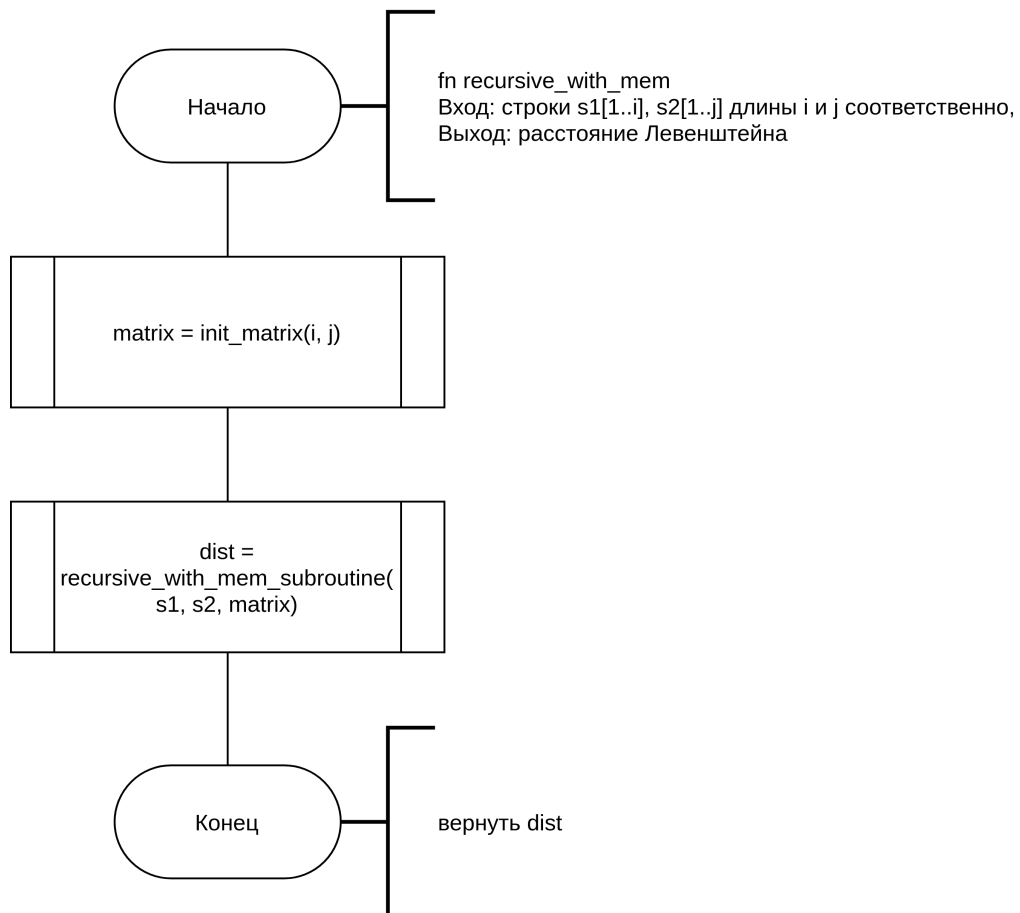 Начало
fn recursive_with_mem
Вход: строки s1[1..i], s2[1..j] длины i и j соответственно,
Выход: расстояние Левенштейна
matrix = init_matrix(i, j)
dist =
recursive_with_mem_subroutine(
s1, s2, matrix)
Конец
вернуть dist